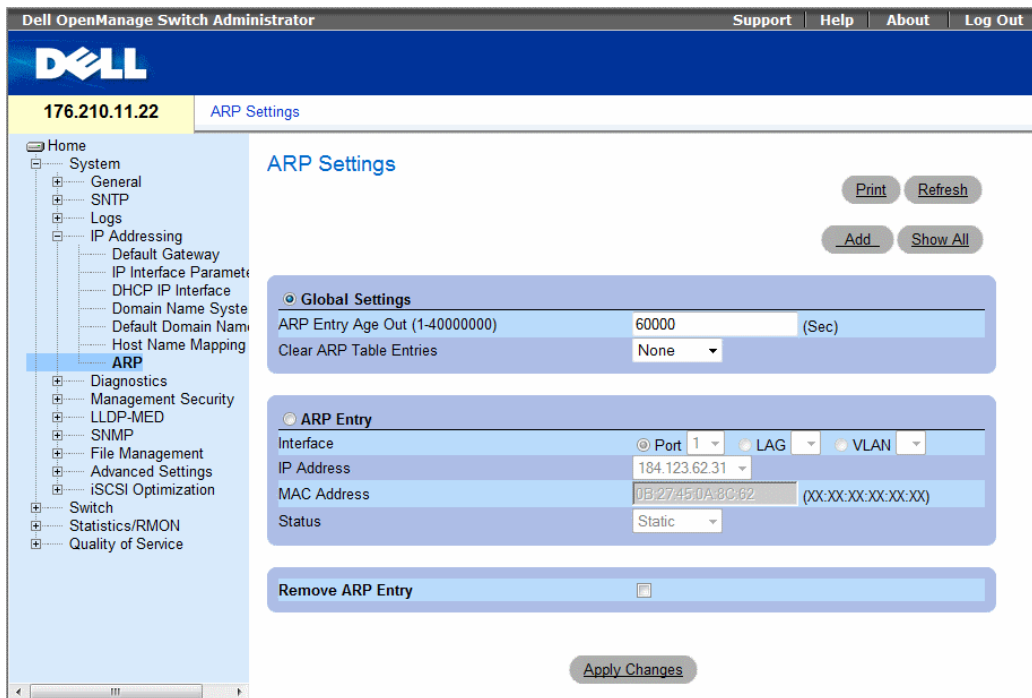 Dell OpenManage Switch Administrator
Support | Help | About | Log Out
DELL
176.210.11.22
ARP Settings
Home
System
General
SNTP
Logs
IP Addressing
Default Gateway
IP Interface Paramete
DHCP IP Interface
Domain Name Syste
Default Domain Nam
Host Name Mapping
ARP
Diagnostics
Management Security
LLDP-MED
SNMP
File Management
Advanced Settings
iSCSI Optimization
Switch
Statistics/RMON
Quality of Service
ARP Settings
Print Refresh
Add Show All
Global Settings
ARP Entry Age Out (1-40000000) 60000 (Sec)
Clear ARP Table Entries None
ARP Entry
Interface Port 1 LAG VLAN
IP Address 184.123.62.31
MAC Address 0B:27:45:0A:8C:62 (XX:XX:XX:XX:XX:XX)
Status Static
Remove ARP Entry
Apply Changes